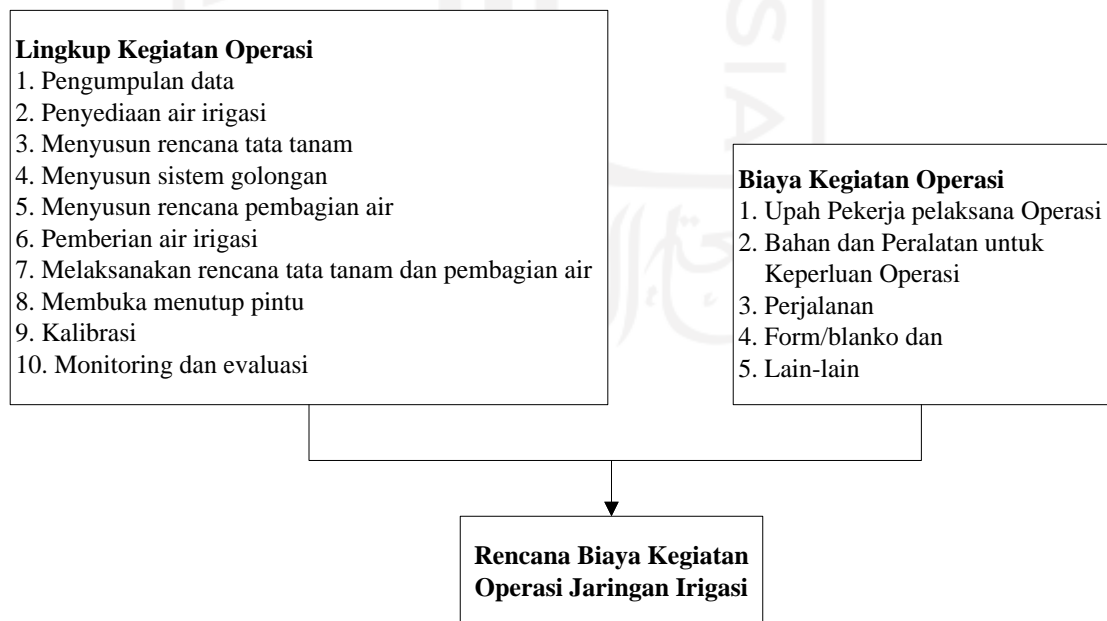 Lingkup Kegiatan Operasi
1. Pengumpulan data
2. Penyediaan air irigasi
3. Menyusun rencana tata tanam
4. Menyusun sistem golongan
5. Menyusun rencana pembagian air
6. Pemberian air irigasi
7. Melaksanakan rencana tata tanam dan pembagian air
8. Membuka menutup pintu
9. Kalibrasi
10. Monitoring dan evaluasi
Biaya Kegiatan Operasi
1. Upah Pekerja pelaksana Operasi
2. Bahan dan Peralatan untuk
Keperluan Operasi
3. Perjalanan
4. Form/blanko dan
5. Lain-lain
Rencana Biaya Kegiatan
Operasi Jaringan Irigasi